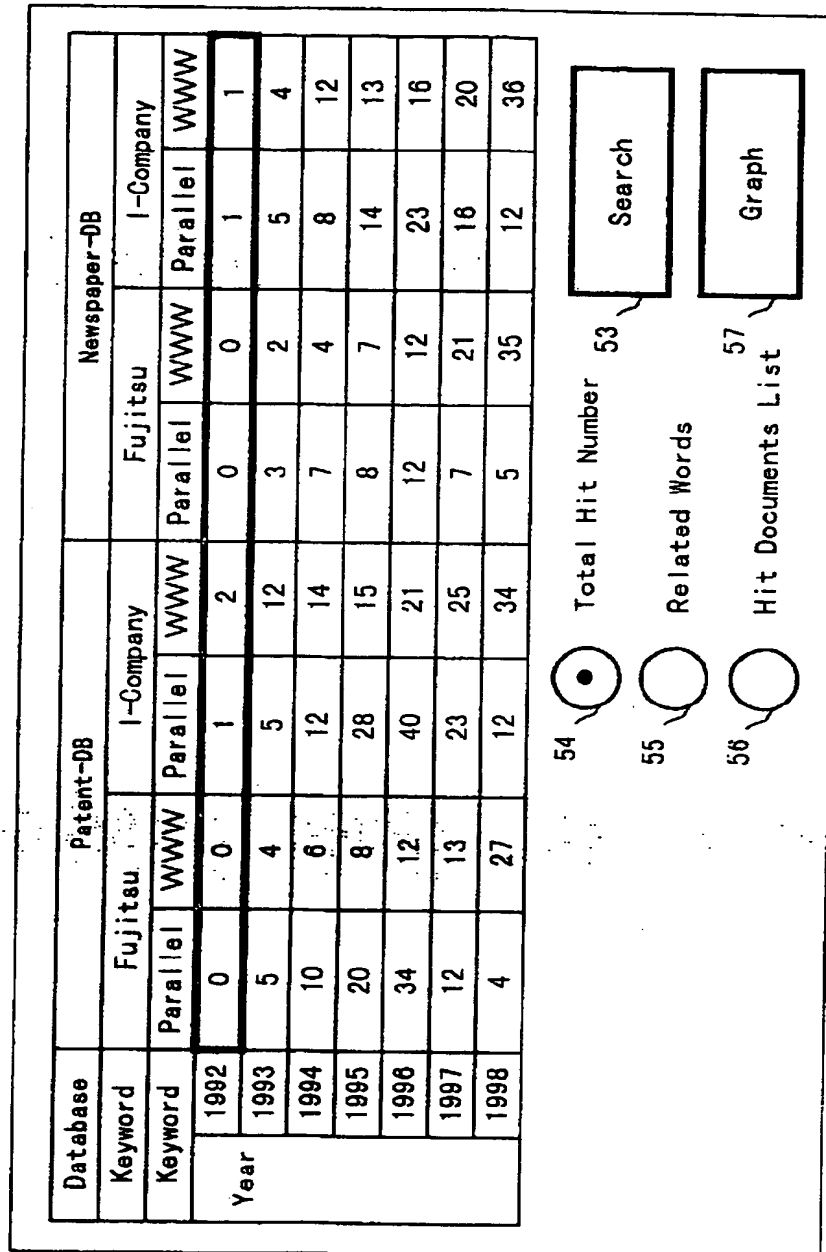 Database Patent-DB Newspaper-DB
Keyword Fujitsu I-Company Fujitsu I-Company
Keyword Parallel WWW Parallel WWW Parallel WWW Parallel WWW
Year 1992 0 0 1 2 0 0 1 1
1993 5 4 5 12 3 2 5 4
1994 10 6 12 14 7 4 8 12
1995 20 8 28 15 8 7 14 13
1996 34 12 40 21 12 12 23 16
1997 12 13 23 25 7 21 16 20
1998 4 27 12 34 5 35 12 36
54 Total Hit Number 53 Search
55 Related Words
56 Hit Documents List 57 Graph